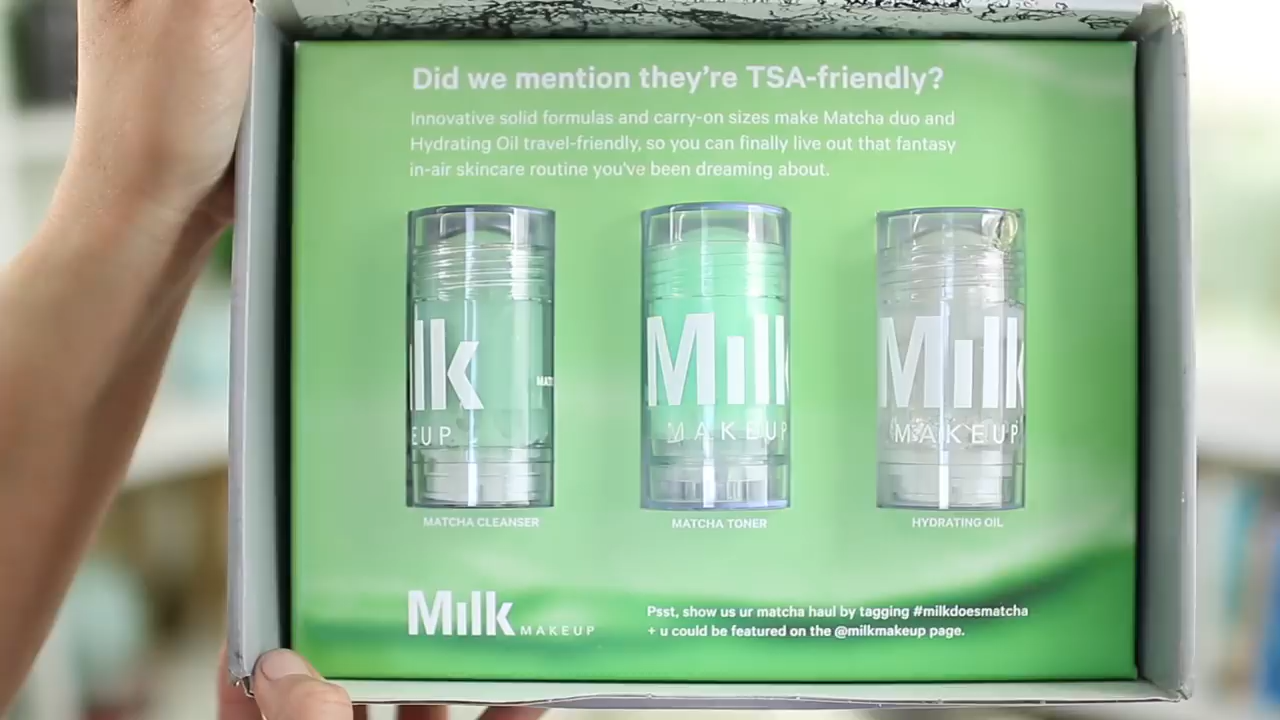 Did we mention they're TSA-friendly?
Innovative solid formulas and carry-on sizes make Matcha duo and
Hydrating Oil travel-friendly, so you can finally live out that fantasy
in-air skincare routine you've been dreaming about.
lk
EUP
Milk
MAKEUP
Milk
MAKEUP
MATCHA CLEANSER
MATCHA TONER
HYDRATING OIL
Milk MAKEUP
Psst, show us ur matcha haul by tagging #milkdoesmatcha
+ u could be featured on the @milkmakeup page.